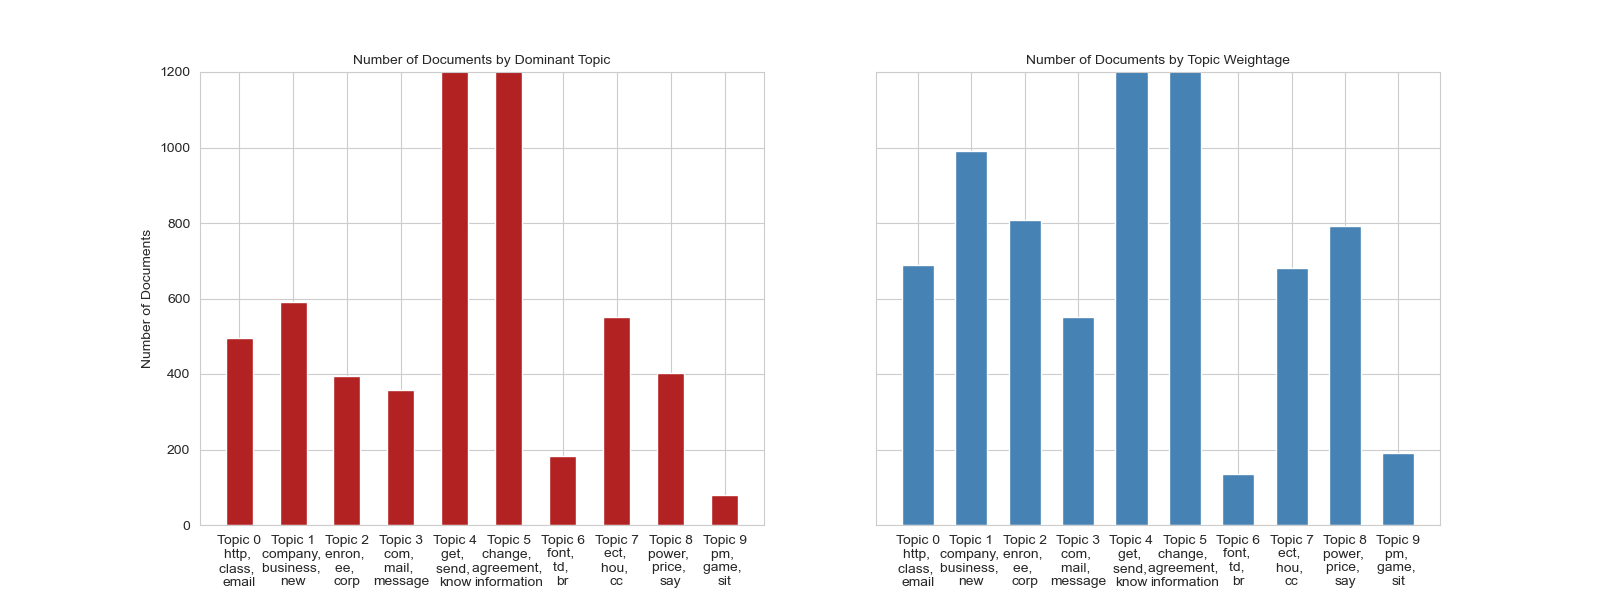 Number of Documents by Dominant Topic
Number of Documents
1200
1000
800
600
400
200
0
Topic 0
http,
class,
email
Topic 1
company,
business,
new
Topic 2
enron,
ee,
corp
Topic 3
com,
mail,
message
Topic 4
get,
send,
know
Topic 5
change,
agreement,
information
Topic 6
font,
td,
br
Topic 7
ect,
hou,
cc
Topic 8
power,
price,
say
Topic 9
pm,
game,
sit
Number of Documents by Topic Weightage
Topic 0
http,
class,
email
Topic 1
company,
business,
new
Topic 2
enron,
ee,
corp
Topic 3
com,
mail,
message
Topic 4
get,
send,
know
Topic 5
change,
agreement,
information
Topic 6
font,
td,
br
Topic 7
ect,
hou,
cc
Topic 8
power,
price,
say
Topic 9
pm,
game,
sit